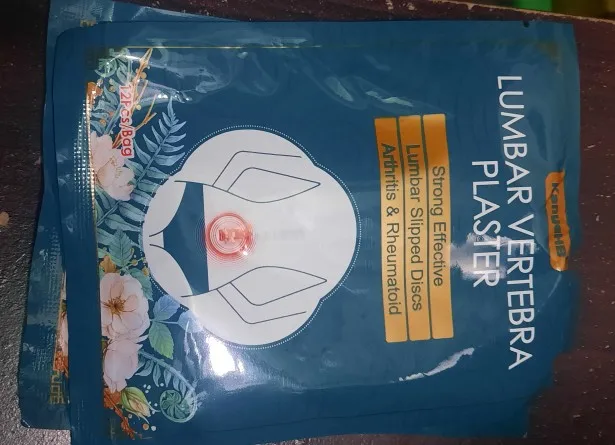 LUMBAR VERTEBRA
PLASTER
Strong Effective
Lumbar Slipped Discs
Arthritis & Rheumatoid
12Pcs/Bag